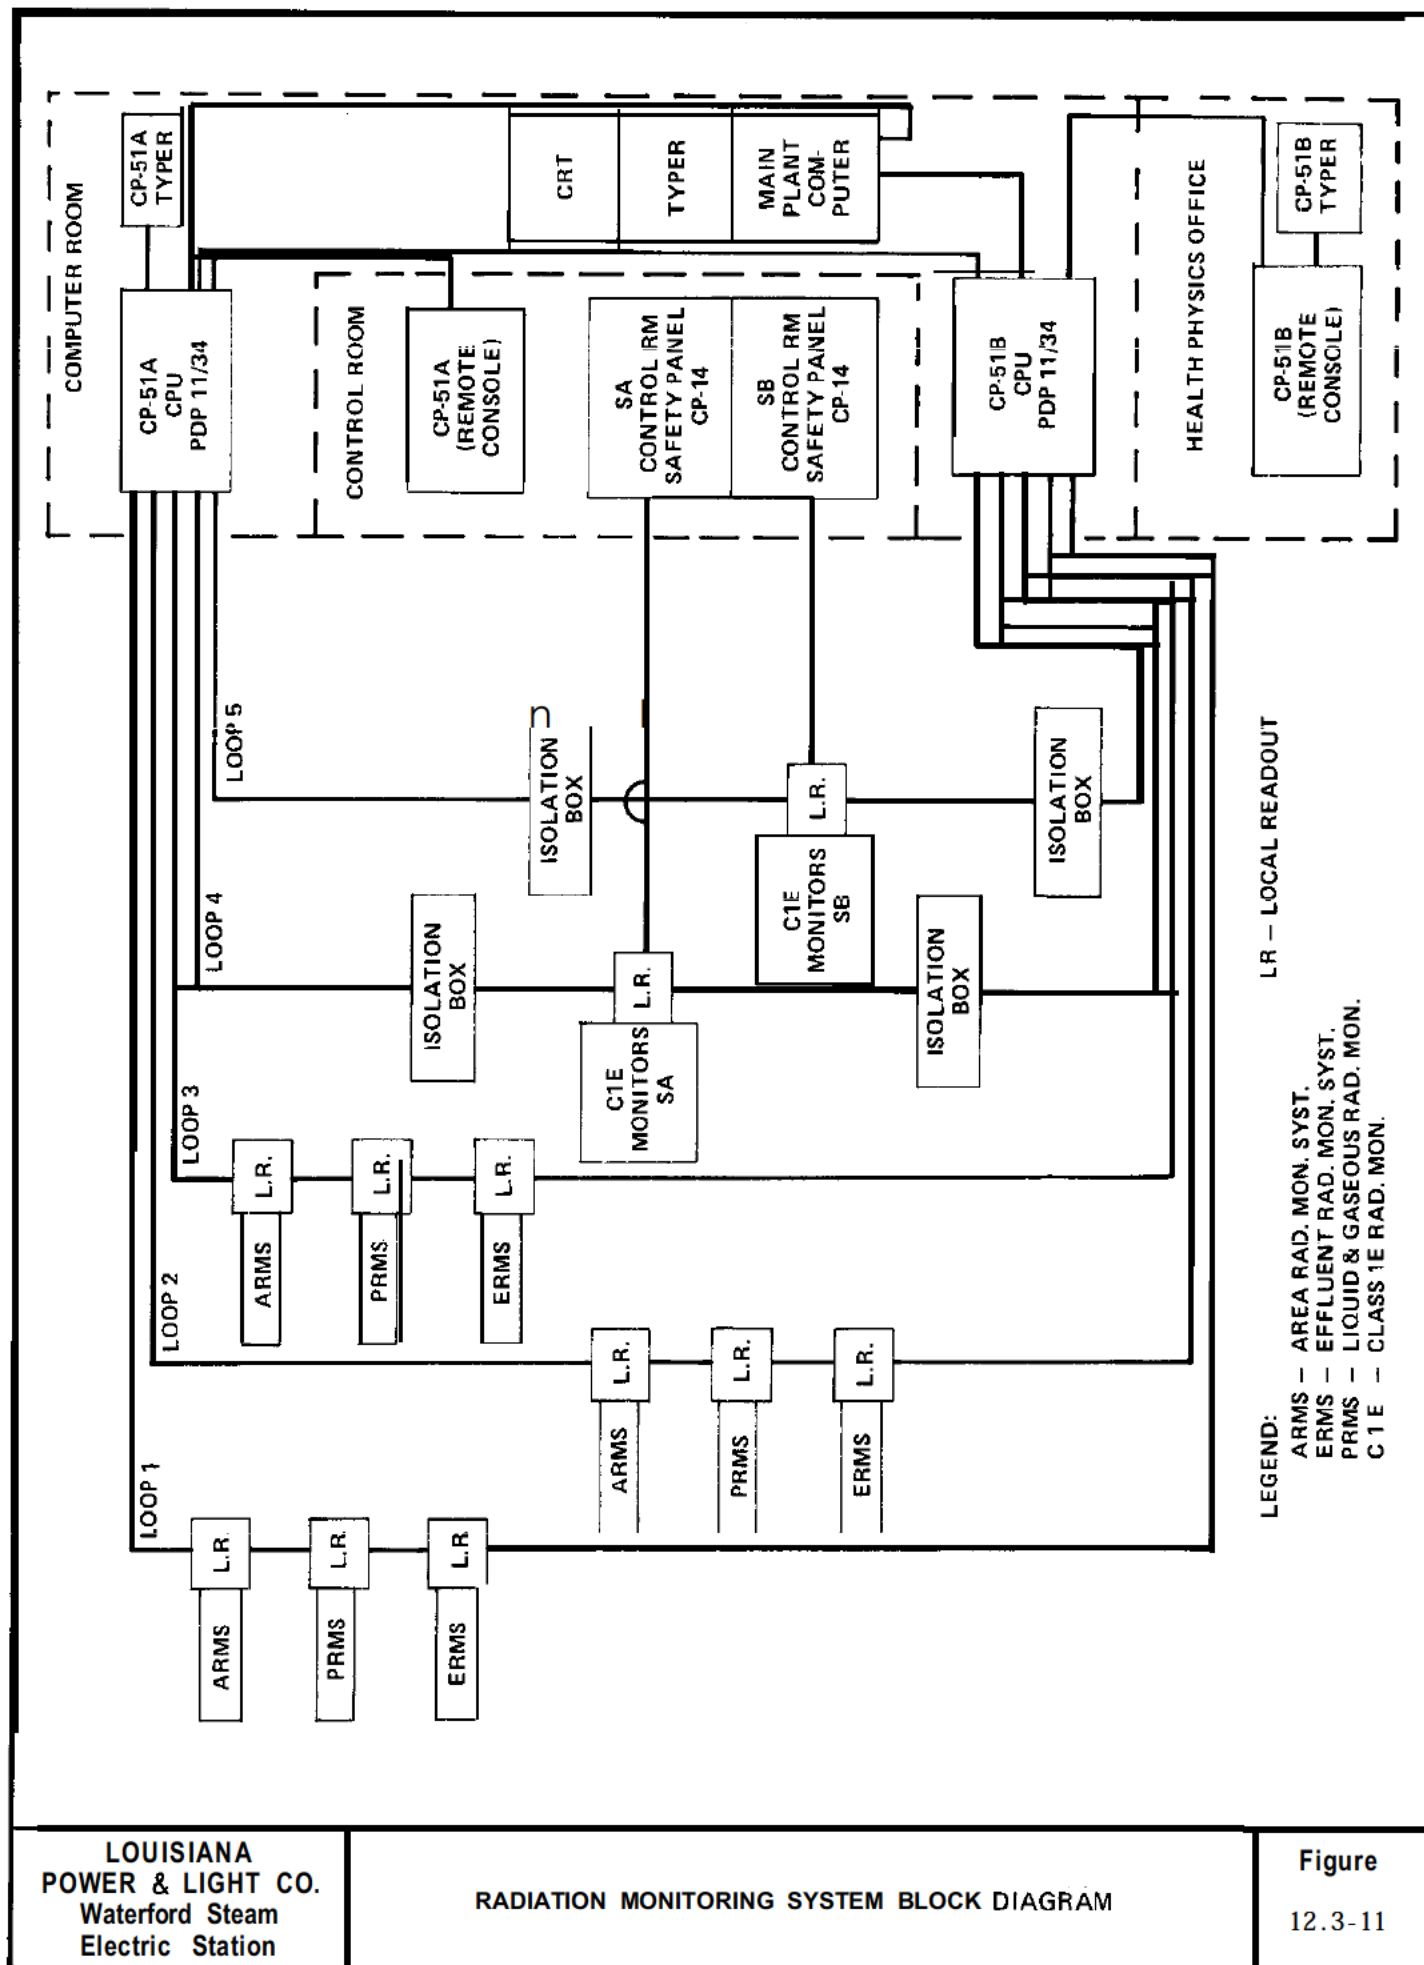 COMPUTER ROOM
CP-51A
TYPER
CP-51A
CPU
PDP 11/34
CRT
TYPER
MAIN
PLANT
COM-
PUTER
CONTROL ROOM
CP-51A
(REMOTE
CONSOLE)
SA
CONTROL RM
SAFETY PANEL
CP-14
SB
CONTROL RM
SAFETY PANEL
CP-14
CP-51B
CPU
PDP 11/34
HEALTH PHYSICS OFFICE
CP-51B
TYPER
CP-51B
(REMOTE
CONSOLE)
LOOP 5
ISOLATION
BOX
L.R.
C1E
MONITORS
SB
ISOLATION
BOX
LOOP 4
ISOLATION
BOX
L.R.
C1E
MONITORS
SA
ISOLATION
BOX
LOOP 3
L.R.
ARMS
L.R.
PRMS
L.R.
ERMS
LOOP 2
L.R.
ARMS
L.R.
PRMS
L.R.
ERMS
LOOP 1
L.R.
ARMS
L.R.
PRMS
L.R
ERMS
LR – LOCAL READOUT
LEGEND:
ARMS – AREA RAD. MON. SYST.
ERMS – EFFLUENT RAD. MON. SYST.
PRMS – LIQUID & GASEOUS RAD. MON.
C1E – CLASS 1E RAD. MON.
LOUISIANA
POWER & LIGHT CO.
Waterford Steam
Electric Station
RADIATION MONITORING SYSTEM BLOCK DIAGRAM
Figure
12.3-11